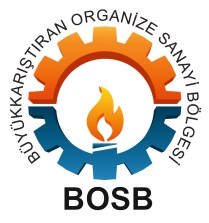 BÜYÜKKARIŞTIRAN ORGANİZE SANAYİ BÖLGESİ
BOSB